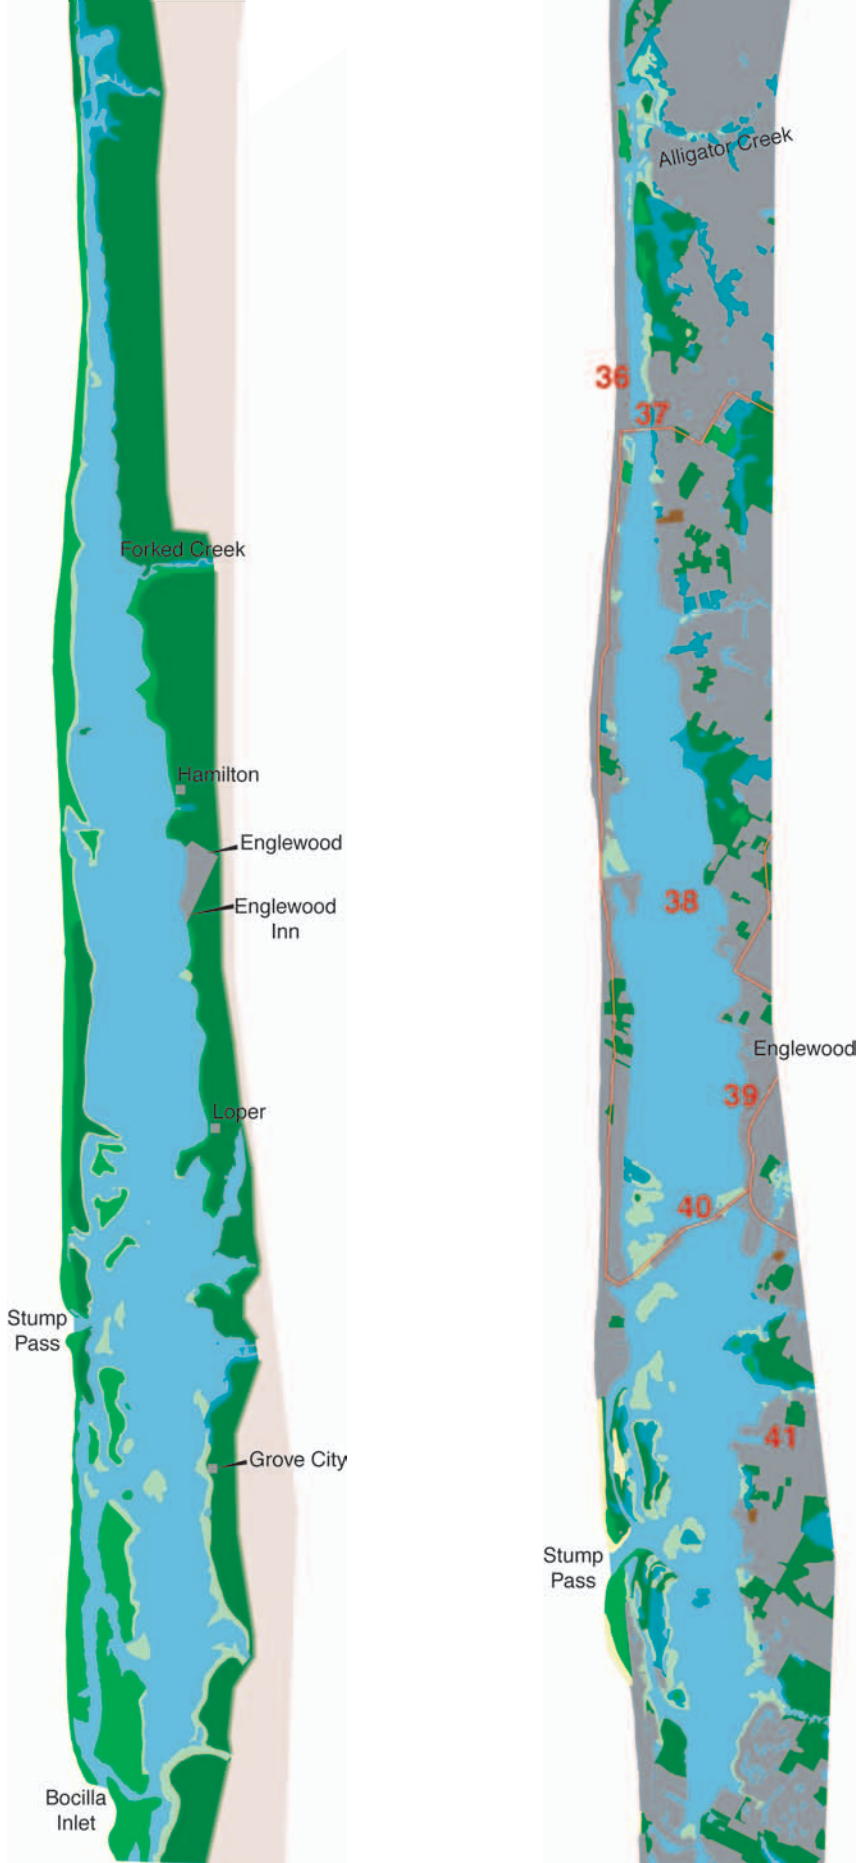 Forked Creek
Hamilton
Englewood
Englewood
Inn
Loper
Stump
Pass
Grove City
Bocilla
Inlet
Alligator Creek
36
37
38
Englewood
39
40
41
Stump
Pass